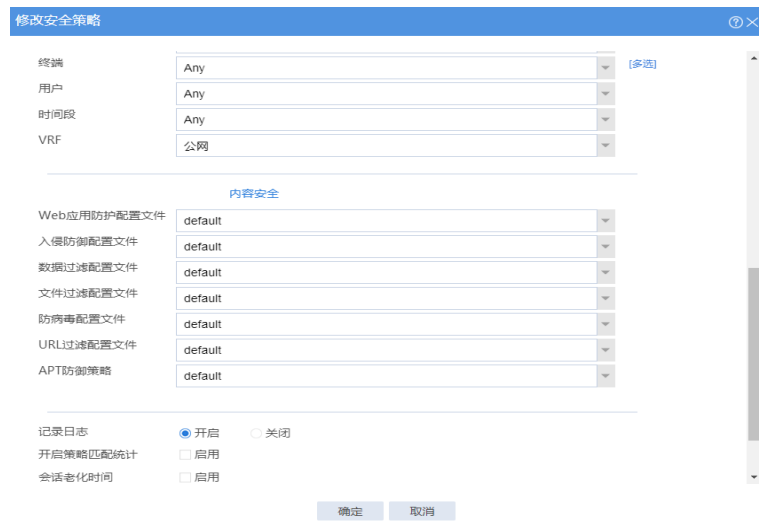 修改安全策略
终端 Any [多选]
用户 Any
时间段 Any
VRF 公网
内容安全
Web应用防护配置文件 default
入侵防御配置文件 default
数据过滤配置文件 default
文件过滤配置文件 default
防病毒配置文件 default
URL过滤配置文件 default
APT防御策略 default
记录日志 开启 关闭
开启策略匹配统计 启用
会话老化时间 启用
确定 取消